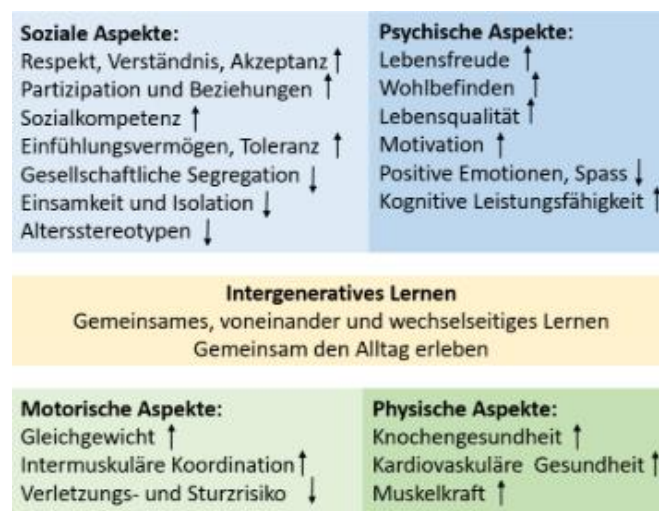 Soziale Aspekte:
Respekt, Verständnis, Akzeptanz ↑
Partizipation und Beziehungen ↑
Sozialkompetenz ↑
Einfühlungsvermögen, Toleranz ↑
Gesellschaftliche Segregation ↓
Einsamkeit und Isolation ↓
Altersstereotypen ↓
Psychische Aspekte:
Lebensfreude ↑
Wohlbefinden ↑
Lebensqualität ↑
Motivation ↑
Positive Emotionen, Spass ↓
Kognitive Leistungsfähigkeit ↑
Intergeneratives Lernen
Gemeinsames, voneinander und wechselseitiges Lernen
Gemeinsam den Alltag erleben
Motorische Aspekte:
Gleichgewicht ↑
Intermuskuläre Koordination ↑
Verletzungs- und Sturzrisiko ↓
Physische Aspekte:
Knochengesundheit ↑
Kardiovaskuläre Gesundheit ↑
Muskelkraft ↑